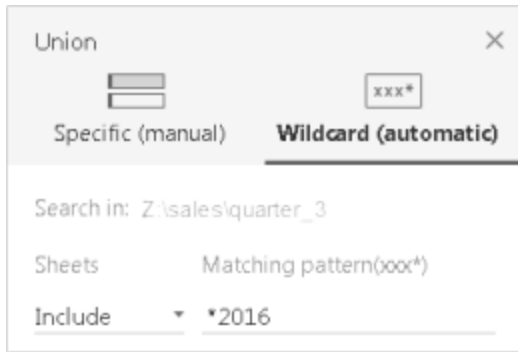 Union
xxx*
Specific (manual) Wildcard (automatic)
Search in: Z:\sales\quarter_3
Sheets Matching pattern(xxx*)
Include *2016